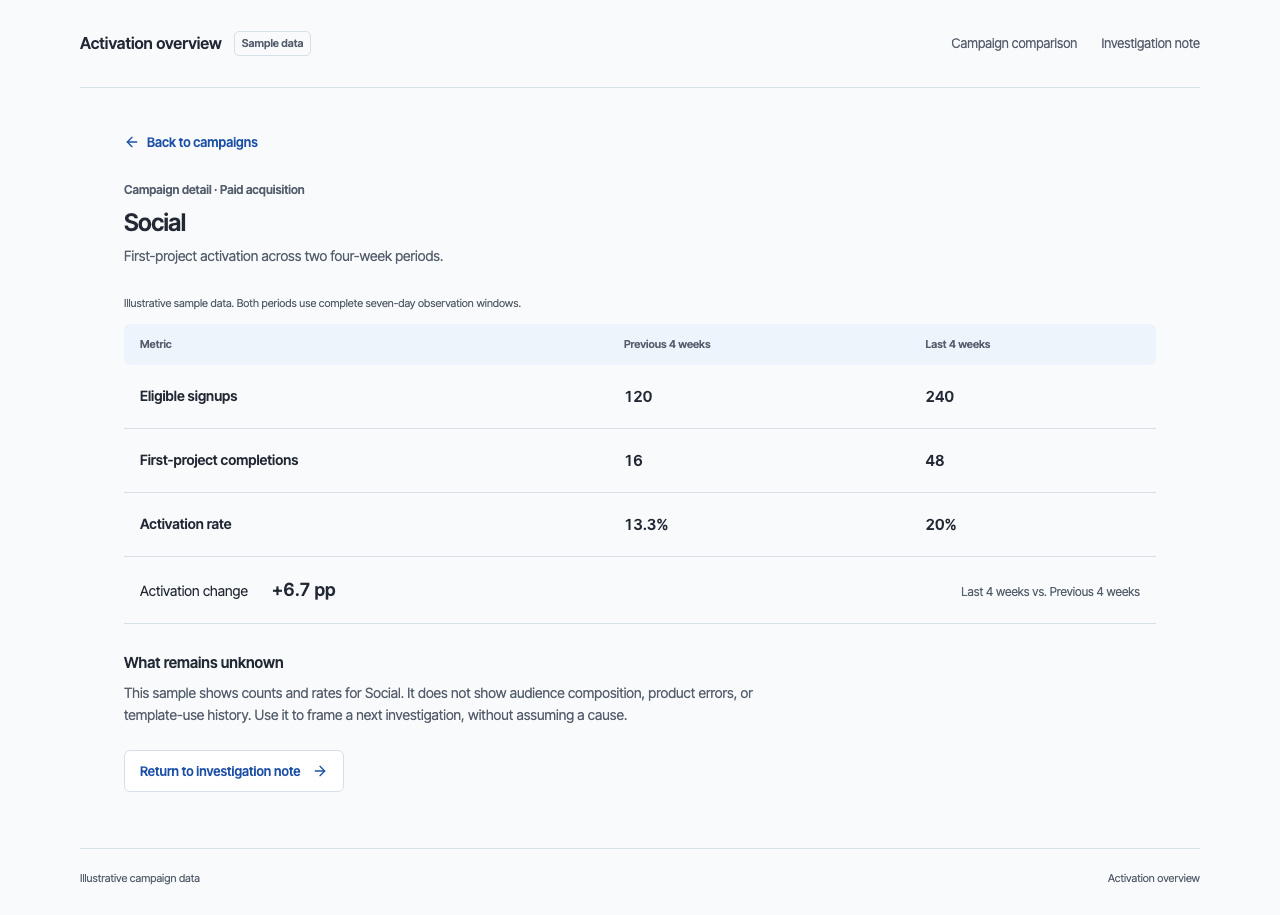 Activation overview
Sample data
Campaign comparison
Investigation note
Back to campaigns
Campaign detail · Paid acquisition
Social
First-project activation across two four-week periods.
Illustrative sample data. Both periods use complete seven-day observation windows.
Metric Previous 4 weeks Last 4 weeks
Eligible signups 120 240
First-project completions 16 48
Activation rate 13.3% 20%
Activation change +6.7 pp Last 4 weeks vs. Previous 4 weeks
What remains unknown
This sample shows counts and rates for Social. It does not show audience composition, product errors, or
template-use history. Use it to frame a next investigation, without assuming a cause.
Return to investigation note
Illustrative campaign data
Activation overview